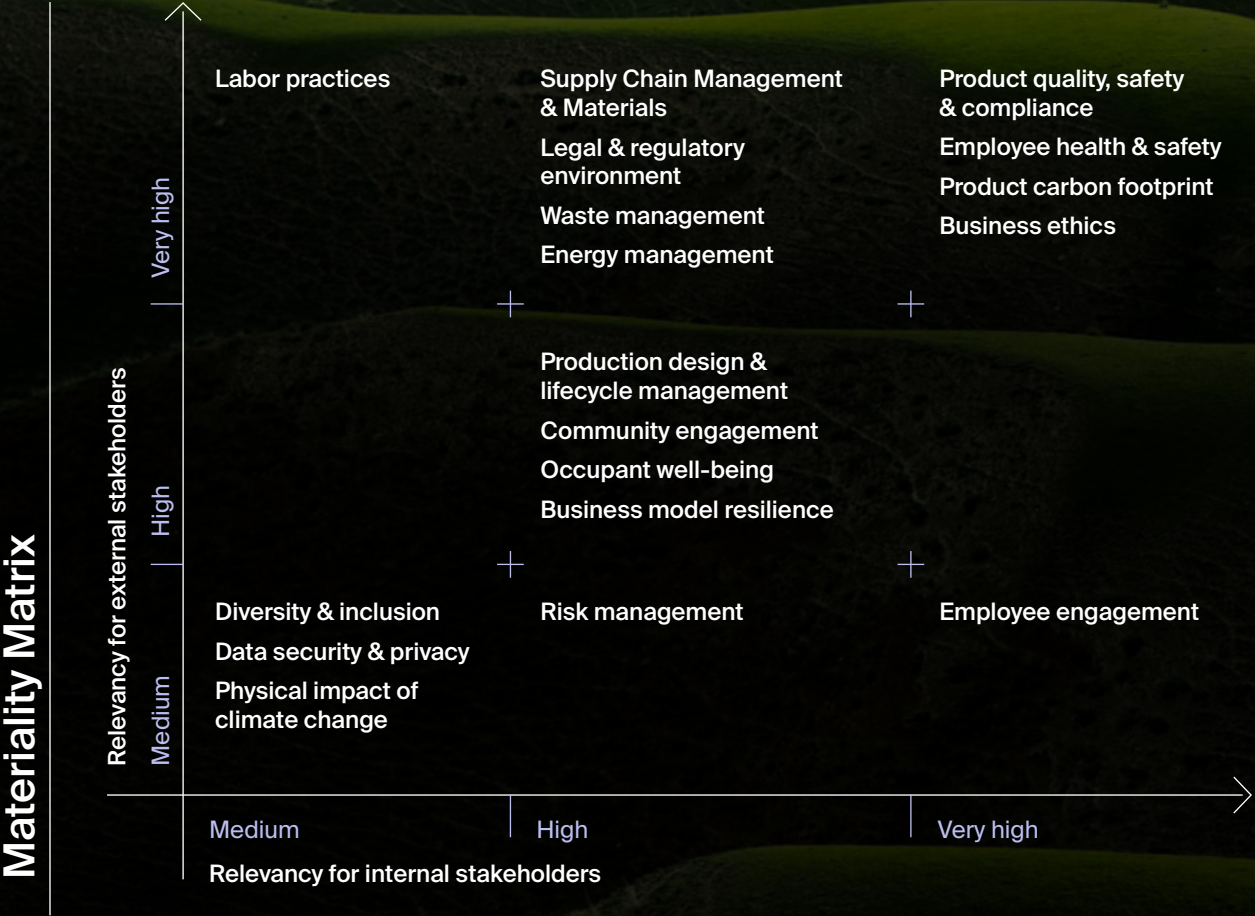 Materiality Matrix
Relevancy for external stakeholders
Very high
High
Medium
Labor practices
Supply Chain Management
& Materials
Legal & regulatory
environment
Waste management
Energy management
Product quality, safety
& compliance
Employee health & safety
Product carbon footprint
Business ethics
Production design &
lifecycle management
Community engagement
Occupant well-being
Business model resilience
Diversity & inclusion
Data security & privacy
Physical impact of
climate change
Risk management
Employee engagement
Medium
High
Very high
Relevancy for internal stakeholders